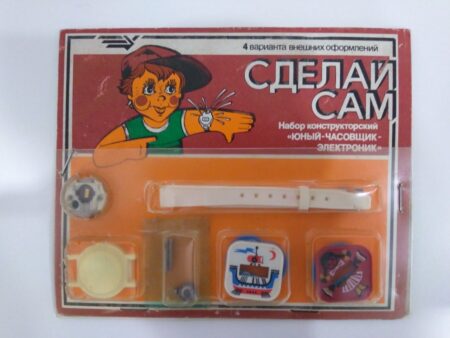 4 варианта внешних оформлений
СДЕЛАЙ
САМ
Набор конструкторский
«ЮНЫЙ-ЧАСОВЩИК-
ЭЛЕКТРОНИК»